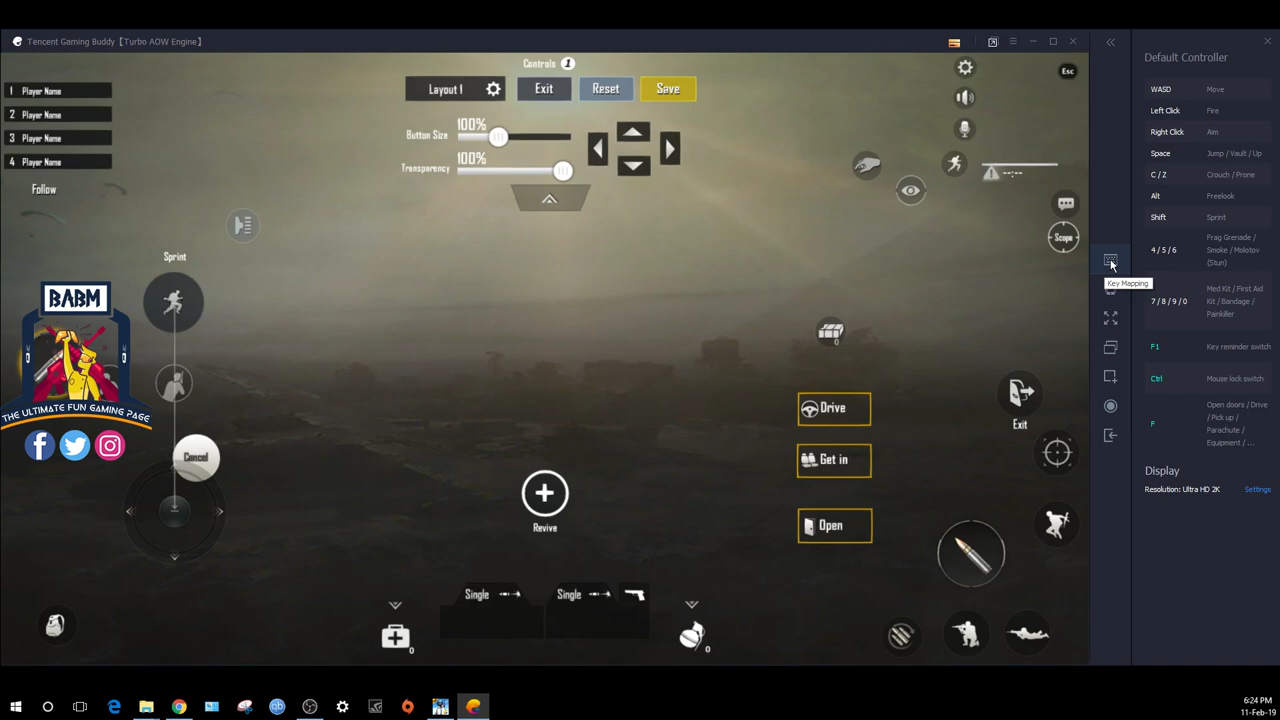 Tencent Gaming Buddy【Turbo AOW Engine】
Controls 1
Layout 1
Exit
Reset
Save
Button Size
100%
Transparency
100%
1 Player Name
2 Player Name
3 Player Name
4 Player Name
Follow
Sprint
BABM
THE ULTIMATE FUN GAMING PAGE
Cancel
Esc
Scope
0
Drive
Get in
Open
Exit
Revive
Single
Single
0
0
Key Mapping
Default Controller
WASD Move
Left Click Fire
Right Click Aim
Space Jump / Vault / Up
C / Z Crouch / Prone
Alt Freelook
Shift Sprint
4 / 5 / 6 Frag Grenade /
Smoke / Molotov
(Stun)
7 / 8 / 9 / 0 Med Kit / First Aid
Kit / Bandage /
Painkiller
F1 Key reminder switch
Ctrl Mouse lock switch
F Open doors / Drive
/ Pick up /
Parachute /
Equipment / ...
Display
Resolution: Ultra HD 2K Settings
6:24 PM
11-Feb-19